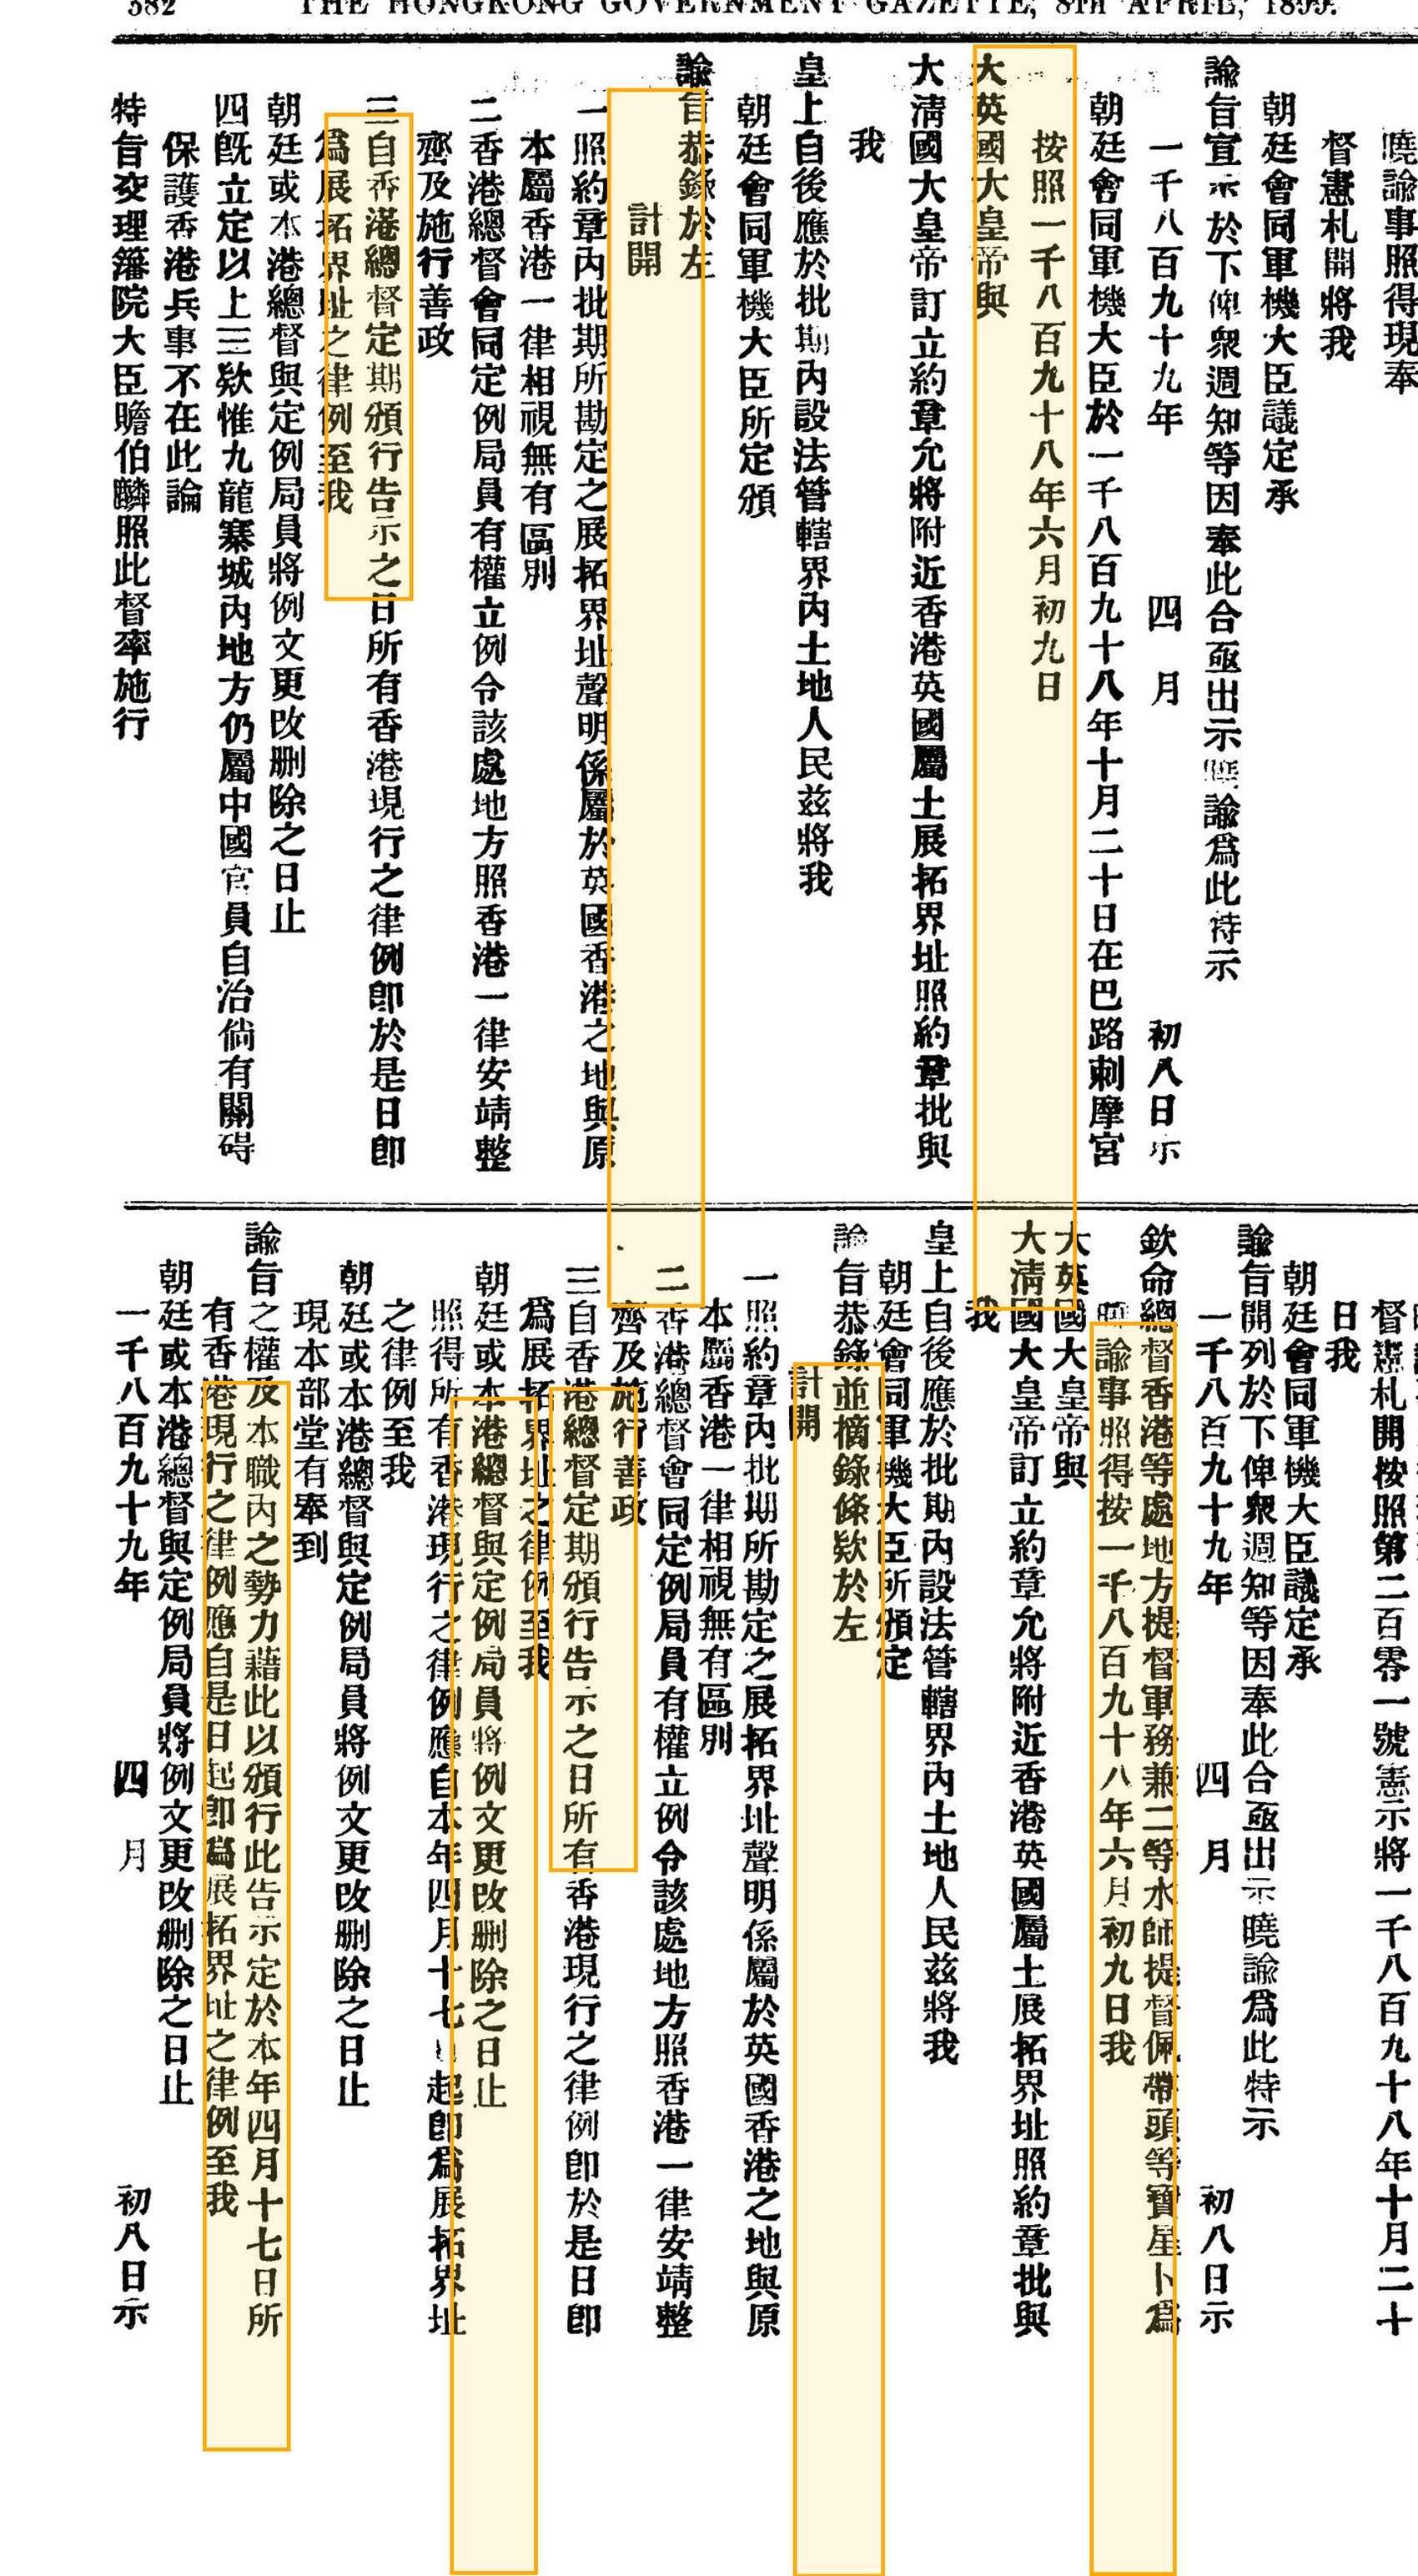 382 THE HONGKONG GOVERNMENT GAZETTE, 8TH APRIL, 1899.
曉諭事照得現奉
督憲札開將我
朝廷會同軍機大臣議定承
諭旨宣示於下俾衆週知等因奉此合亟出示曉諭爲此特示
一千八百九十九年 四 月 初八日示
朝廷會同軍機大臣於一千八百九十八年十月二十日在巴路剌摩宮
按照一千八百九十八年六月初九日
大英國大皇帝與
大淸國大皇帝訂立約章允將附近香港英國屬土展拓界址照約章批與
我
皇上自後應於批期內設法管轄界內土地人民兹將我
朝廷會同軍機大臣所定頒
諭旨恭錄於左
計開
一照約章內批期所勘定之展拓界址聲明係屬於英國香港之地與原
本屬香港一律相視無有區別
二香港總督會同定例局員有權立例令該處地方照香港一律安靖整
齊及施行善政
三自香港總督定期頒行告示之日所有香港現行之律例卽於是日卽
爲展拓界址之律例至我
朝廷或本港總督與定例局員將例文更改刪除之日止
四旣立定以上三欵惟九龍寨城內地方仍屬中國官員自治倘有關碍
保護香港兵事不在此論
特旨交理藩院大臣贍伯麟照此督率施行
督憲札開按照第二百零一號憲示將一千八百九十八年十月二十
日我
朝廷會同軍機大臣議定承
諭旨開列於下俾衆週知等因奉此合亟出示曉諭爲此特示
一千八百九十九年 四 月 初八日示
欽命總督香港等處地方提督軍務兼二等水師提督佩帶頭等寶星卜爲
曉諭事照得按一千八百九十八年六月初九日我
大英國大皇帝與
大淸國大皇帝訂立約章允將附近香港英國屬土展拓界址照約章批與
我
皇上自後應於批期內設法管轄界內土地人民兹將我
朝廷會同軍機大臣所頒定
諭旨恭錄並摘錄條欵於左
計開
一照約章內批期所勘定之展拓界址聲明係屬於英國香港之地與原
本屬香港一律相視無有區別
二香港總督會同定例局員有權立例令該處地方照香港一律安靖整
齊及施行善政
三自香港總督定期頒行告示之日所有香港現行之律例卽於是日卽
爲展拓界址之律例至我
朝廷或本港總督與定例局員將例文更改刪除之日止
照得所有香港現行之律例應自本年四月十七日起卽爲展拓界址
之律例至我
朝廷或本港總督與定例局員將例文更改刪除之日止
現本部堂有奉到
諭旨之權及本職內之勢力藉此以頒行此告示定於本年四月十七日所
有香港現行之律例應自是日起卽爲展拓界址之律例至我
朝廷或本港總督與定例局員將例文更改刪除之日止
一千八百九十九年 四 月 初八日示